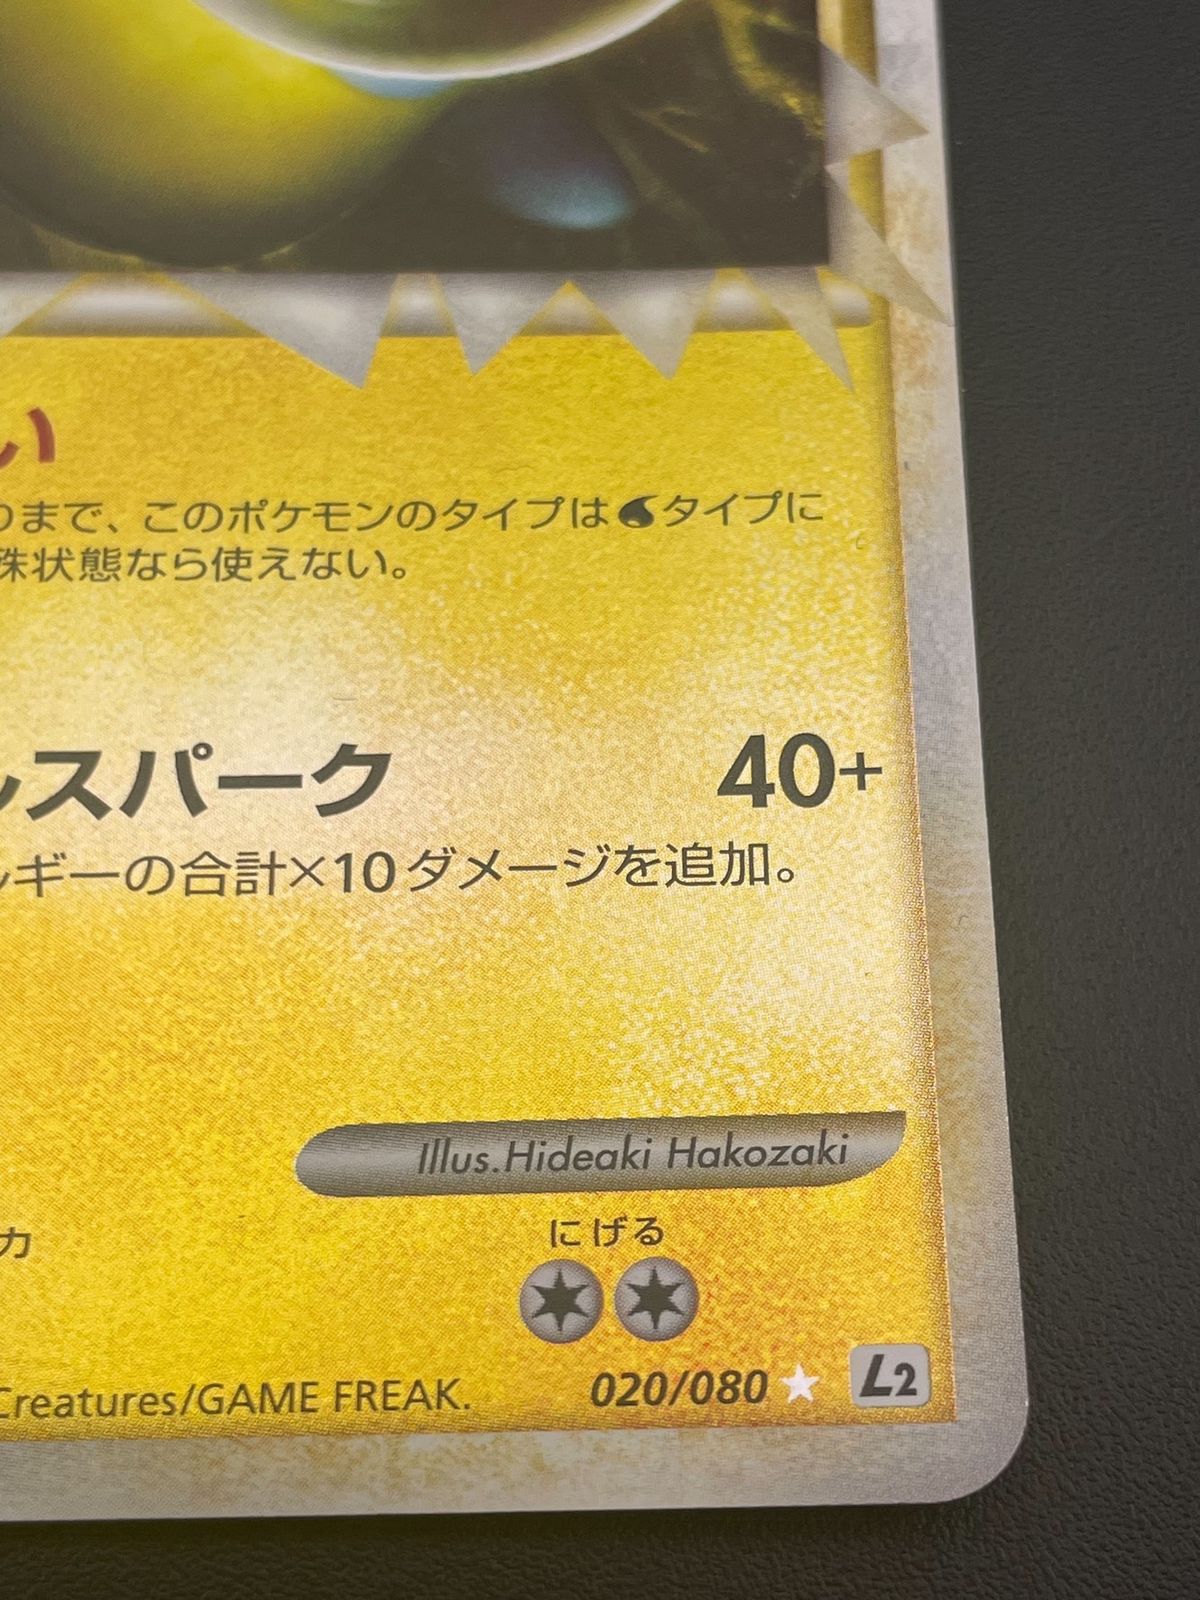 い
りまで、このポケモンのタイプはタイプに
殊状態なら使えない。
ルスパーク 40+
ルギーの合計×10ダメージを追加。
Illus.Hideaki Hakozaki
にげる
カ
Creatures/GAME FREAK.
020/080 ★ L2